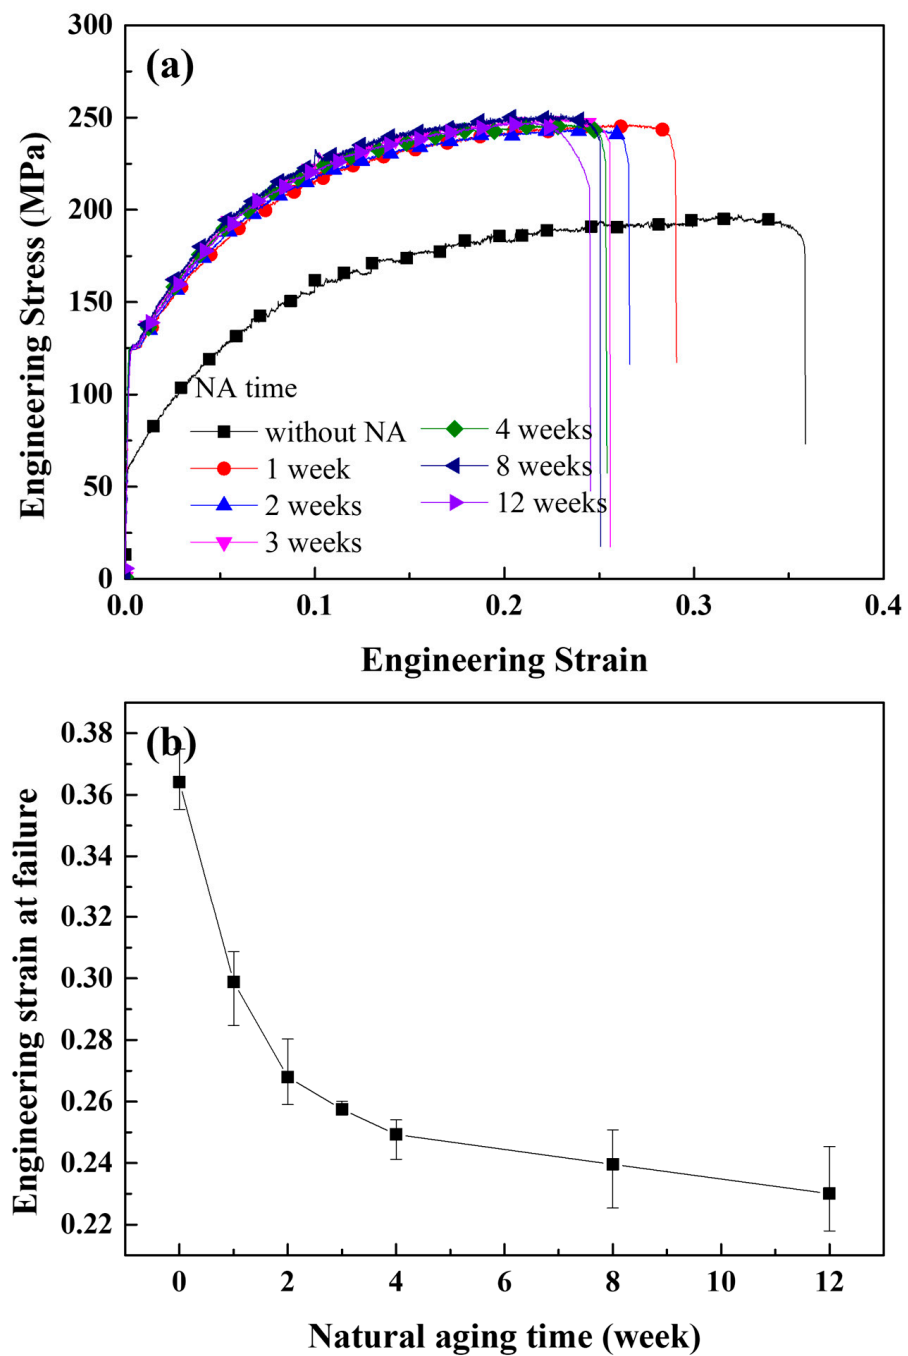 (a)
300
250
200
150
100
50
0
Engineering Stress (MPa)
NA time
without NA
1 week
2 weeks
3 weeks
4 weeks
8 weeks
12 weeks
0.0 0.1 0.2 0.3 0.4
Engineering Strain
(b)
0.38
0.36
0.34
0.32
0.30
0.28
0.26
0.24
0.22
Engineering strain at failure
0 2 4 6 8 10 12
Natural aging time (week)